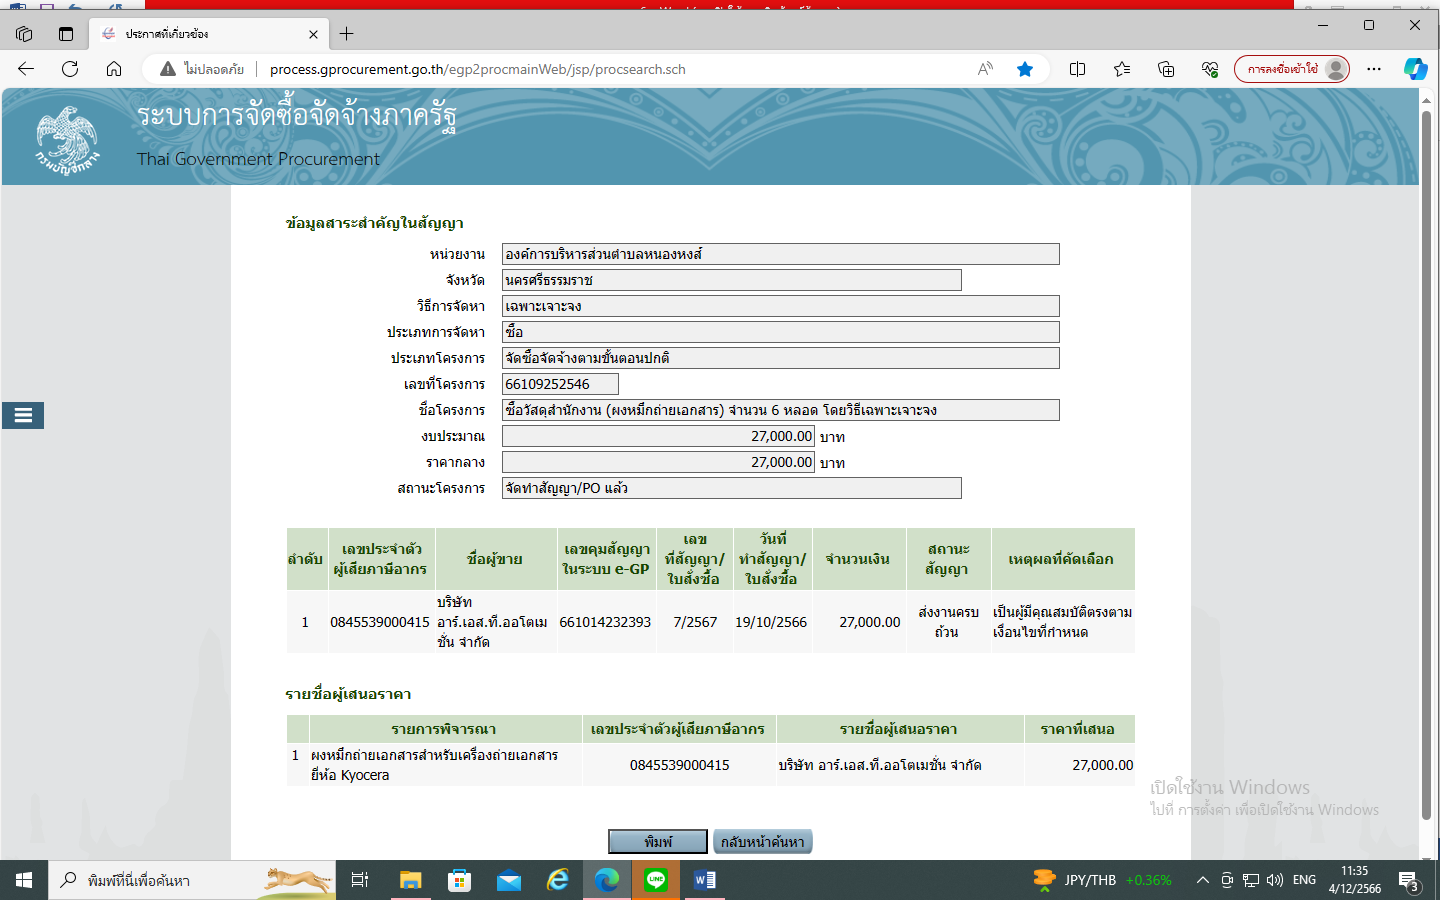 ประกาศที่เกี่ยวข้อง
ไม่ปลอดภัย
process.gprocurement.go.th/egp2procmainWeb/jsp/procsearch.sch
การลงชื่อเข้าใช้
ระบบการจัดซื้อจัดจ้างภาครัฐ
Thai Government Procurement
กรมบัญชีกลาง
ข้อมูลสาระสำคัญในสัญญา
หน่วยงาน องค์การบริหารส่วนตำบลหนองหงส์
จังหวัด นครศรีธรรมราช
วิธีการจัดหา เฉพาะเจาะจง
ประเภทการจัดหา ซื้อ
ประเภทโครงการ จัดซื้อจัดจ้างตามขั้นตอนปกติ
เลขที่โครงการ 66109252546
ชื่อโครงการ ซื้อวัสดุสำนักงาน (ผงหมึกถ่ายเอกสาร) จำนวน 6 หลอด โดยวิธีเฉพาะเจาะจง
งบประมาณ 27,000.00 บาท
ราคากลาง 27,000.00 บาท
สถานะโครงการ จัดทำสัญญา/PO แล้ว
ลำดับ
เลขประจำตัว
ผู้เสียภาษีอากร
ชื่อผู้ขาย
เลขคุมสัญญา
ในระบบ e-GP
เลข
ที่สัญญา/
ใบสั่งซื้อ
วันที่
ทำสัญญา/
ใบสั่งซื้อ
จำนวนเงิน
สถานะ
สัญญา
เหตุผลที่คัดเลือก
1
0845539000415
บริษัท
อาร์.เอส.ที.ออโตเม
ชั่น จำกัด
661014232393
7/2567
19/10/2566
27,000.00
ส่งงานครบ
ถ้วน
เป็นผู้มีคุณสมบัติตรงตาม
เงื่อนไขที่กำหนด
รายชื่อผู้เสนอราคา
รายการพิจารณา
เลขประจำตัวผู้เสียภาษีอากร
รายชื่อผู้เสนอราคา
ราคาที่เสนอ
1
ผงหมึกถ่ายเอกสารสำหรับเครื่องถ่ายเอกสาร
ยี่ห้อ Kyocera
0845539000415
บริษัท อาร์.เอส.ที.ออโตเมชั่น จำกัด
27,000.00
เปิดใช้งาน Windows
ไปที่ การตั้งค่า เพื่อเปิดใช้งาน Windows
พิมพ์
กลับหน้าค้นหา
พิมพ์ที่นี่เพื่อค้นหา
LINE
JPY/THB +0.36%
ENG
11:35
4/12/2566
3